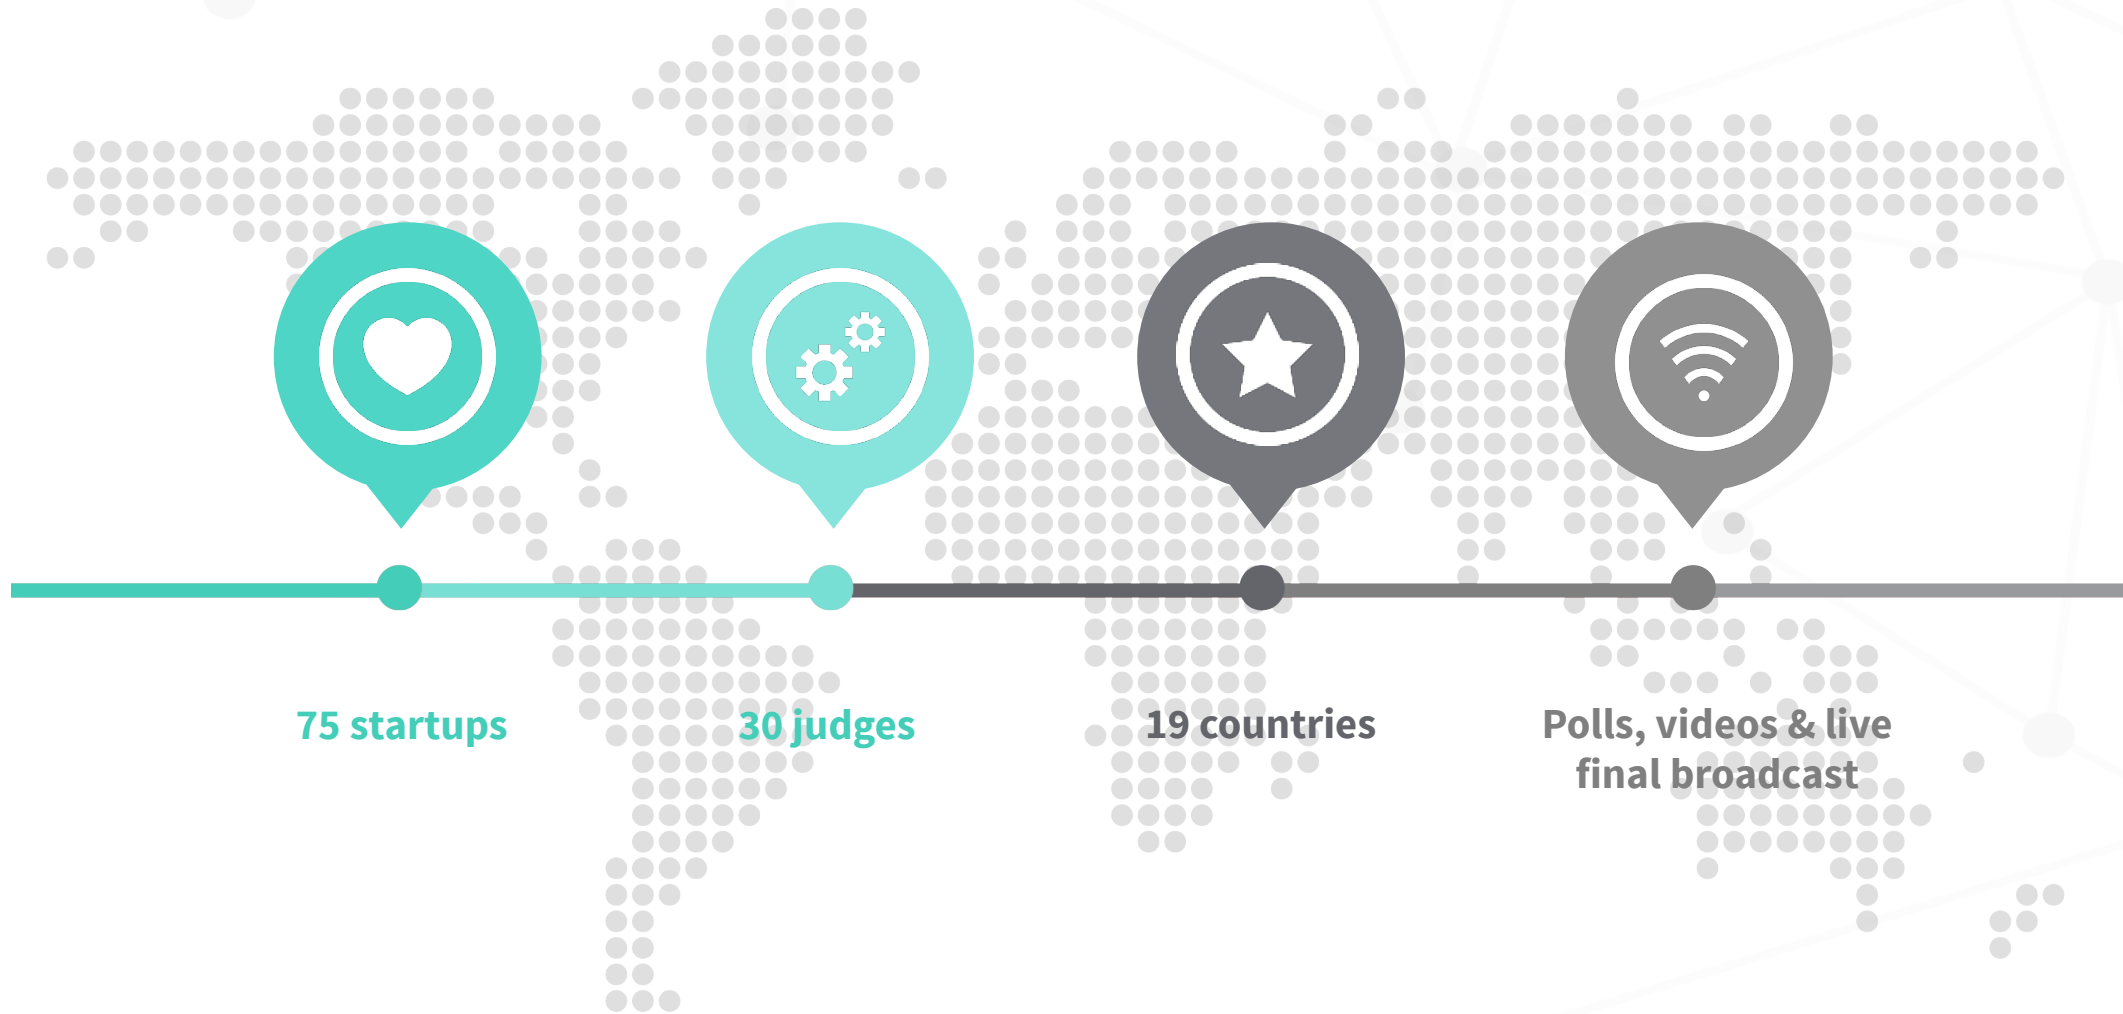 75 startups
30 judges
19 countries
Polls, videos & live
final broadcast